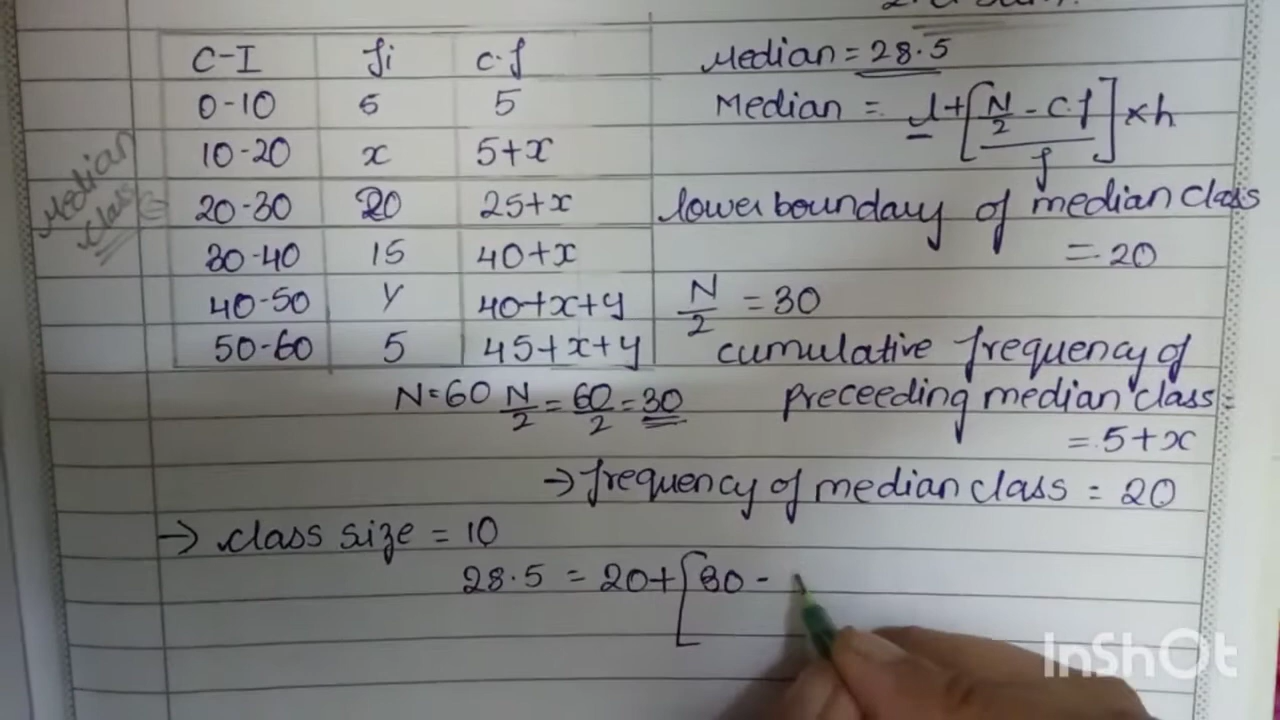 C-I fi c.f
0-10 5 5
10-20 x 5+x
20-30 20 25+x
30-40 15 40+x
40-50 y 40+x+y
50-60 5 45+x+y
Median class
N=60 N/2 = 60/2 = 30
Median = 28.5
Median = l+[N/2 - c.f / f] ×h
lower boundary of median class
= 20
N/2 = 30
cumulative frequency of
preceeding median class
= 5+x
→ frequency of median class = 20
→ class size = 10
28.5 = 20+[30 -
InShOt